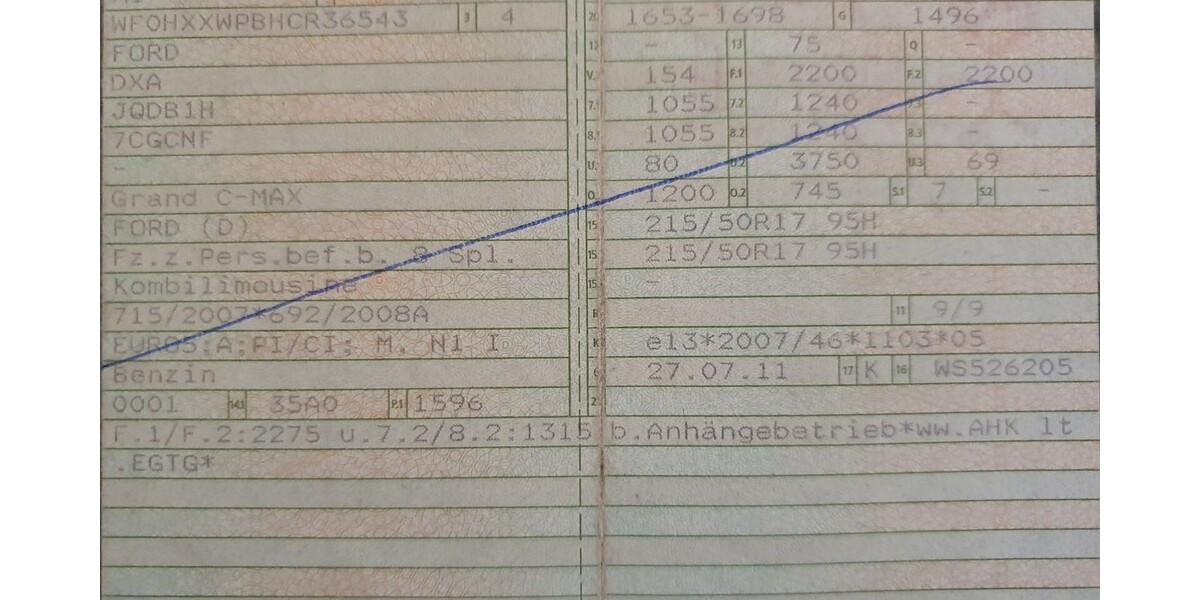 WF0HXXWPBHCR36543 3 4
FORD
DXA
JQDB1H
7CGCNF
-
Grand C-MAX
FORD (D)
Fz.z.Pers.bef.b. 8 Spl.
Kombilimousine
715/2007*692/2008A
EURO5;A;PI/CI; M, N1 I
Benzin
0001 14.1 35A0 P.1 1596
20 1653-1698 G 1496
12 - 13 75 Q -
V. 154 F.1 2200 F.2 2200
7. 1055 7.2 1240 7.3 -
8. 1055 8.2 1240 8.3 -
U. 80 U.2 3750 U.3 69
O. 1200 O.2 745 S.1 7 S.2 -
15 215/50R17 95H
15 215/50R17 95H
15 -
R 11 9/9
K e13*2007/46*1103*05
6 27.07.11 17 K 16 WS526205
2
F.1/F.2:2275 u.7.2/8.2:1315 b.Anhängebetrieb*ww.AHK lt
.EGTG*